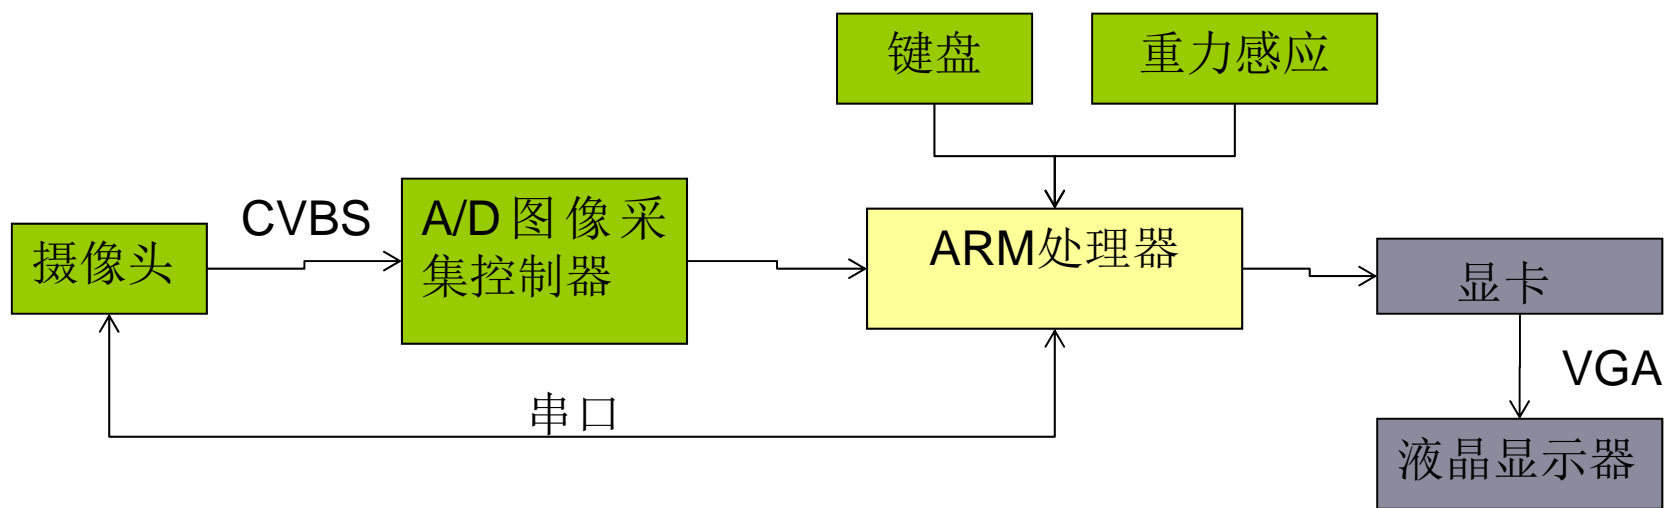 键盘
重力感应
CVBS
摄像头
A/D图像采
集控制器
ARM处理器
显卡
VGA
串口
液晶显示器